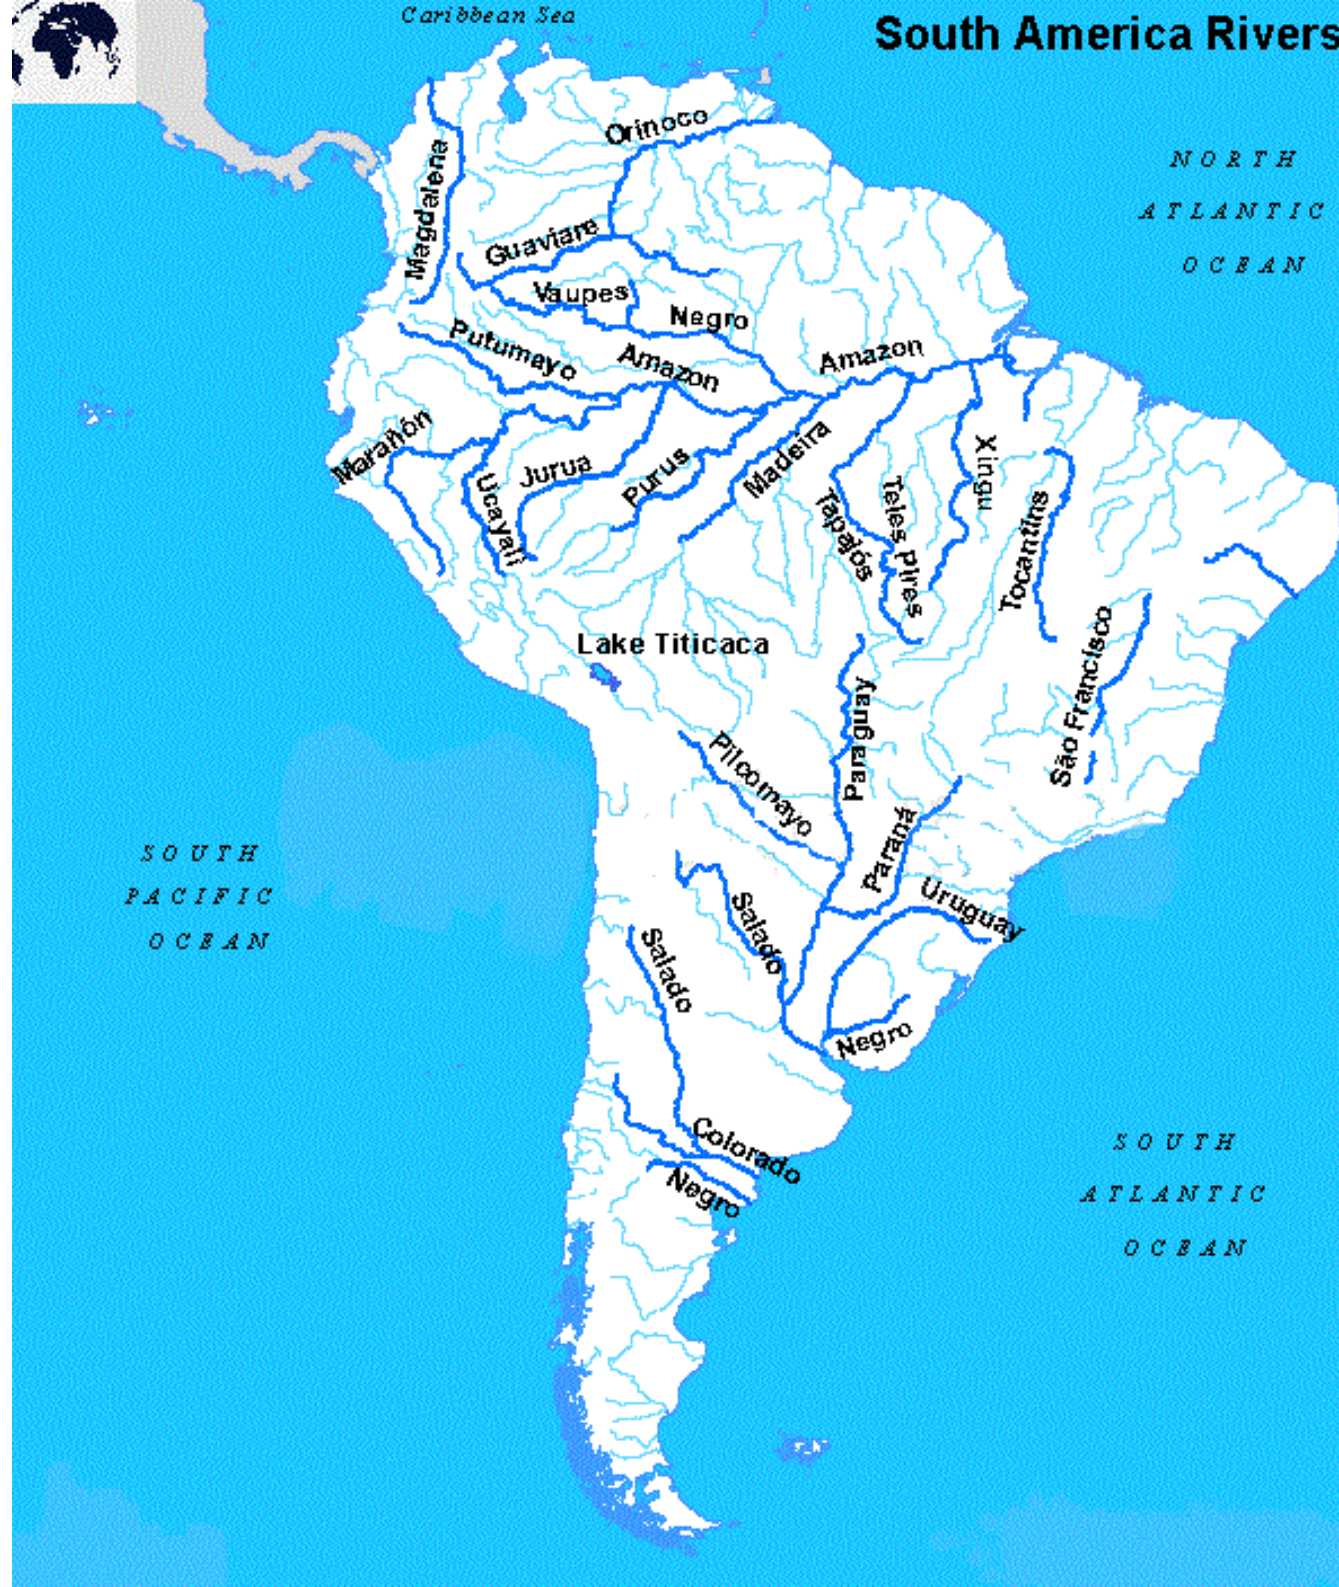 Caribbean Sea
South America Rivers
NORTH
ATLANTIC
OCEAN
Orinoco
Magdalena
Guaviare
Vaupes
Negro
Putumayo
Amazon
Amazon
Marañón
Ucayali
Jurua
Purus
Madeira
Tapajós
Teles Pires
Xingu
Tocantins
São Francisco
Lake Titicaca
Paraguay
Pilcomayo
Paraná
Uruguay
Salado
Salado
Negro
Colorado
Negro
SOUTH
PACIFIC
OCEAN
SOUTH
ATLANTIC
OCEAN